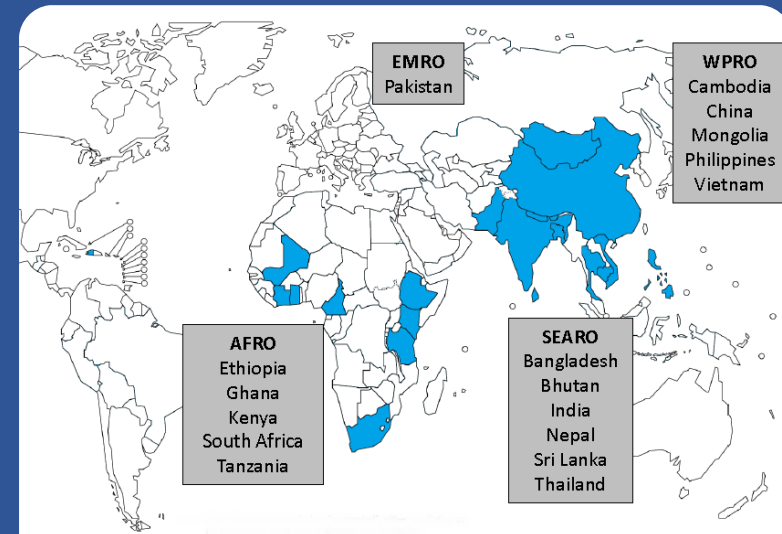 EMRO
Pakistan
WPRO
Cambodia
China
Mongolia
Philippines
Vietnam
AFRO
Ethiopia
Ghana
Kenya
South Africa
Tanzania
SEARO
Bangladesh
Bhutan
India
Nepal
Sri Lanka
Thailand